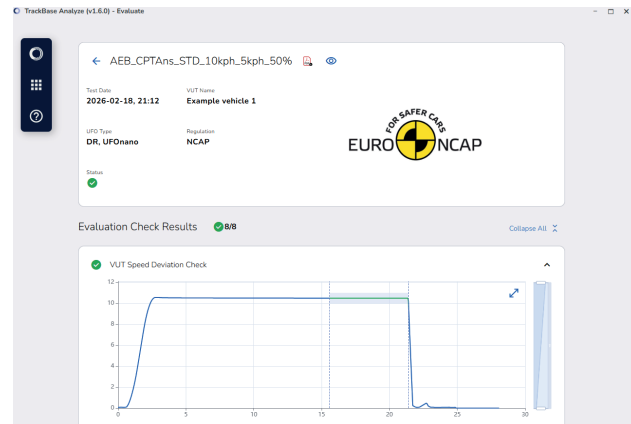 TrackBase Analyze (v1.6.0) - Evaluate
AEB_CPTAns_STD_10kph_5kph_50%
Test Date
VUT Name
2026-02-18, 21:12
Example vehicle 1
UFO Type
Regulation
DR, UFOnano
NCAP
FOR SAFER CARS
EURO NCAP
Status
Evaluation Check Results
8/8
Collapse All
VUT Speed Deviation Check
12
10
8
6
4
2
0
0
5
10
15
20
25
30